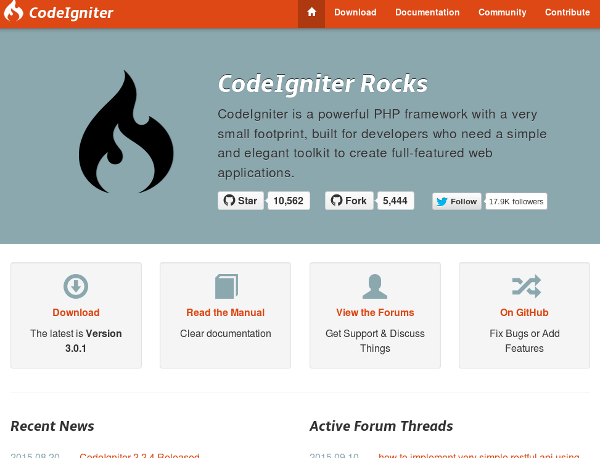 CodeIgniter
Download Documentation Community Contribute
CodeIgniter Rocks
CodeIgniter is a powerful PHP framework with a very
small footprint, built for developers who need a simple
and elegant toolkit to create full-featured web
applications.
Star 10,562 Fork 5,444 Follow 17.9K followers
Download
The latest is Version
3.0.1
Read the Manual
Clear documentation
View the Forums
Get Support & Discuss
Things
On GitHub
Fix Bugs or Add
Features
Recent News
2015.08.20 CodeIgniter 2.2.4 Released
Active Forum Threads
2015.09.10 how to implement very simple restful api using